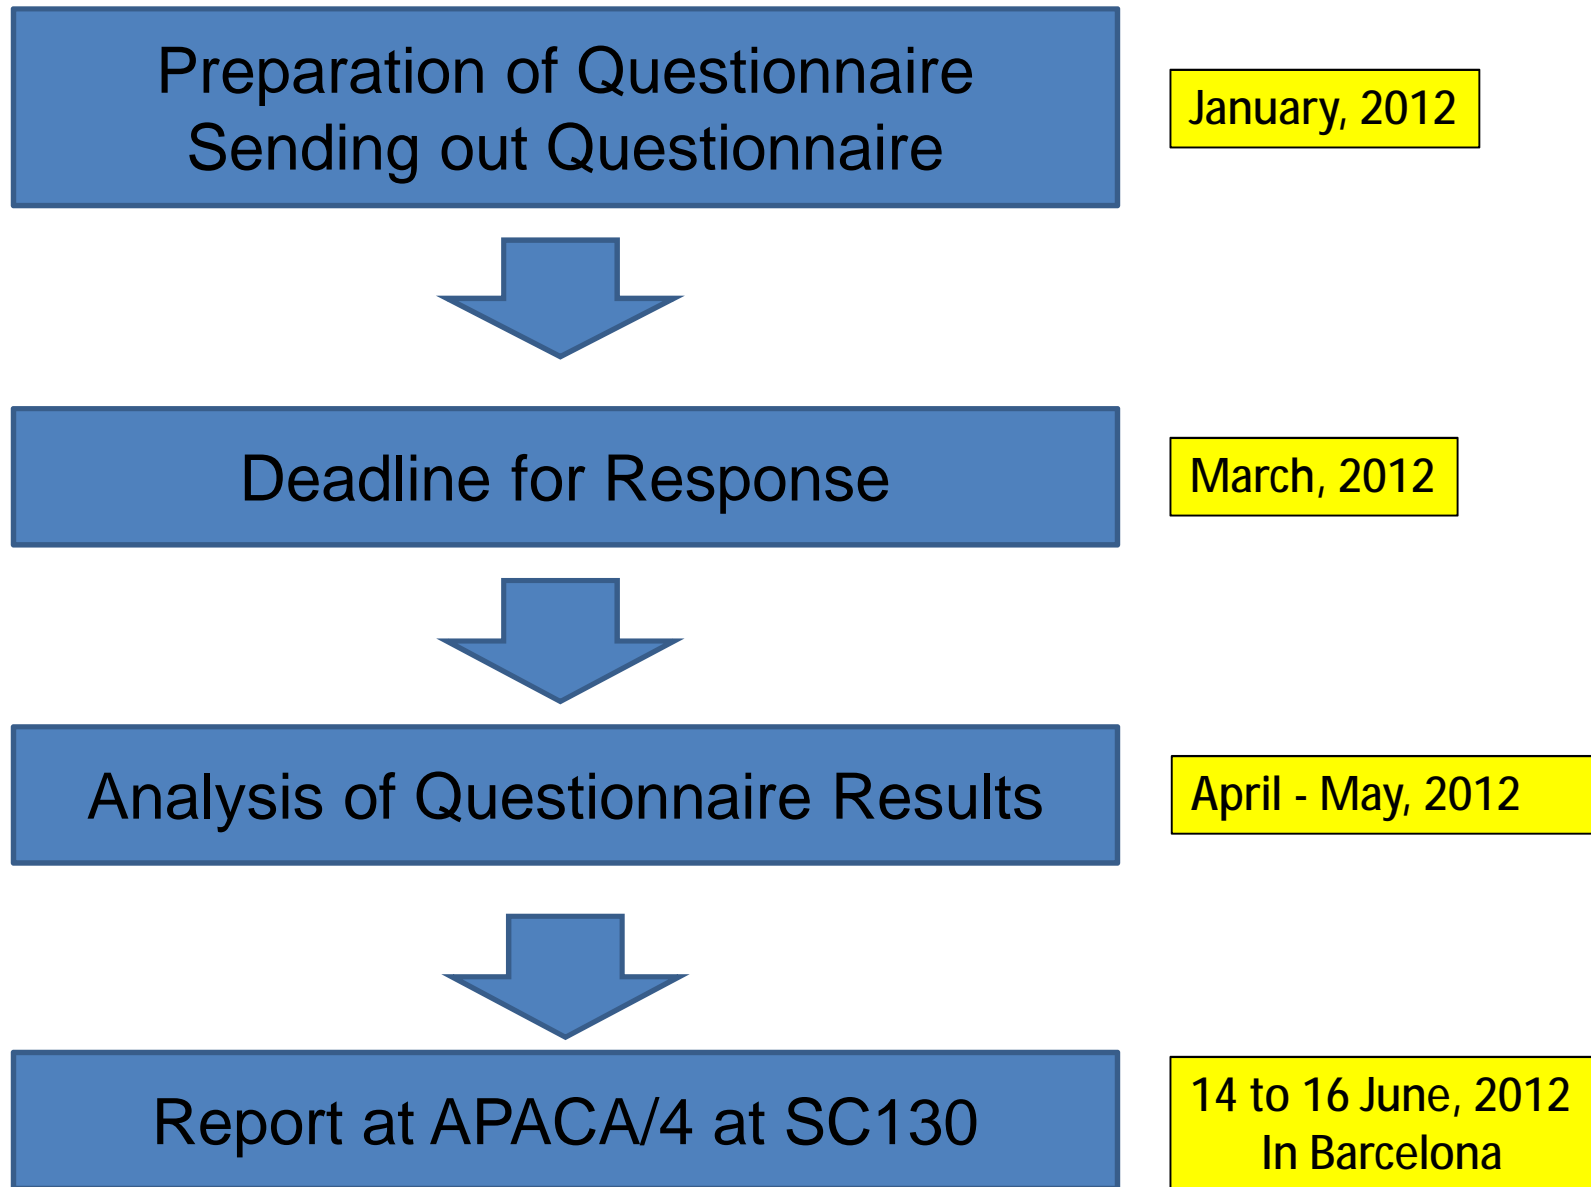 Preparation of Questionnaire
Sending out Questionnaire
January, 2012
Deadline for Response
March, 2012
Analysis of Questionnaire Results
April - May, 2012
Report at APACA/4 at SC130
14 to 16 June, 2012
In Barcelona